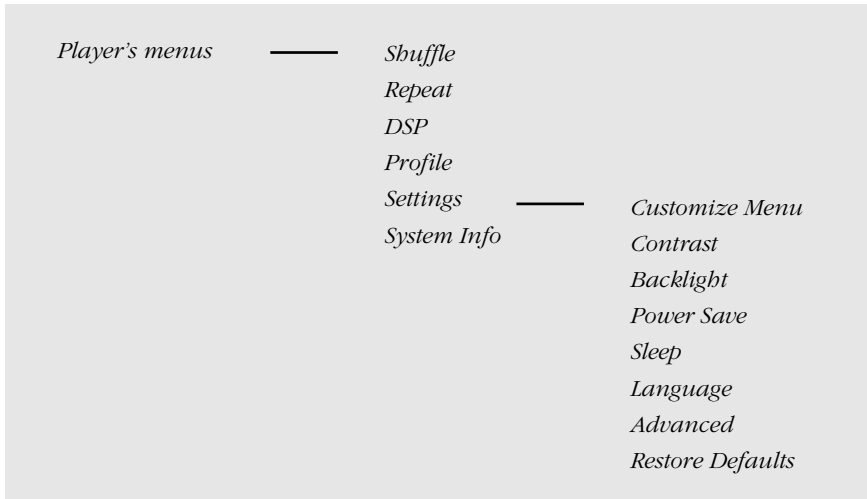 Player's menus
Shuffle
Repeat
DSP
Profile
Settings
System Info
Customize Menu
Contrast
Backlight
Power Save
Sleep
Language
Advanced
Restore Defaults